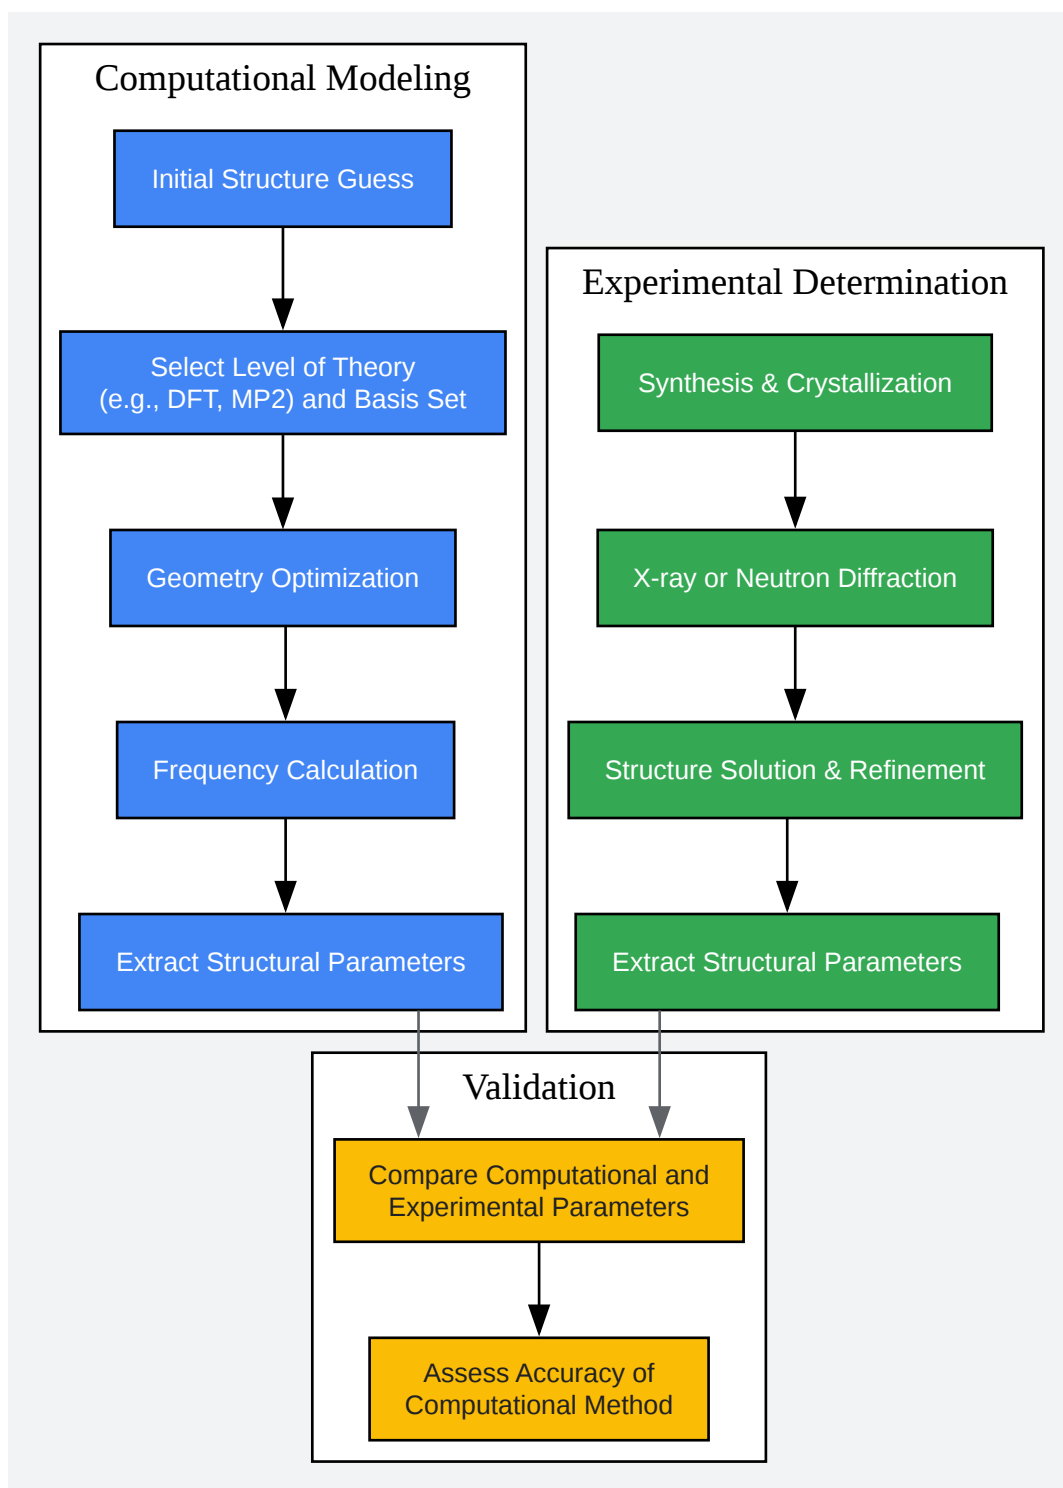 Computational Modeling
Initial Structure Guess
Select Level of Theory
(e.g., DFT, MP2) and Basis Set
Geometry Optimization
Frequency Calculation
Extract Structural Parameters
Experimental Determination
Synthesis & Crystallization
X-ray or Neutron Diffraction
Structure Solution & Refinement
Extract Structural Parameters
Validation
Compare Computational and
Experimental Parameters
Assess Accuracy of
Computational Method